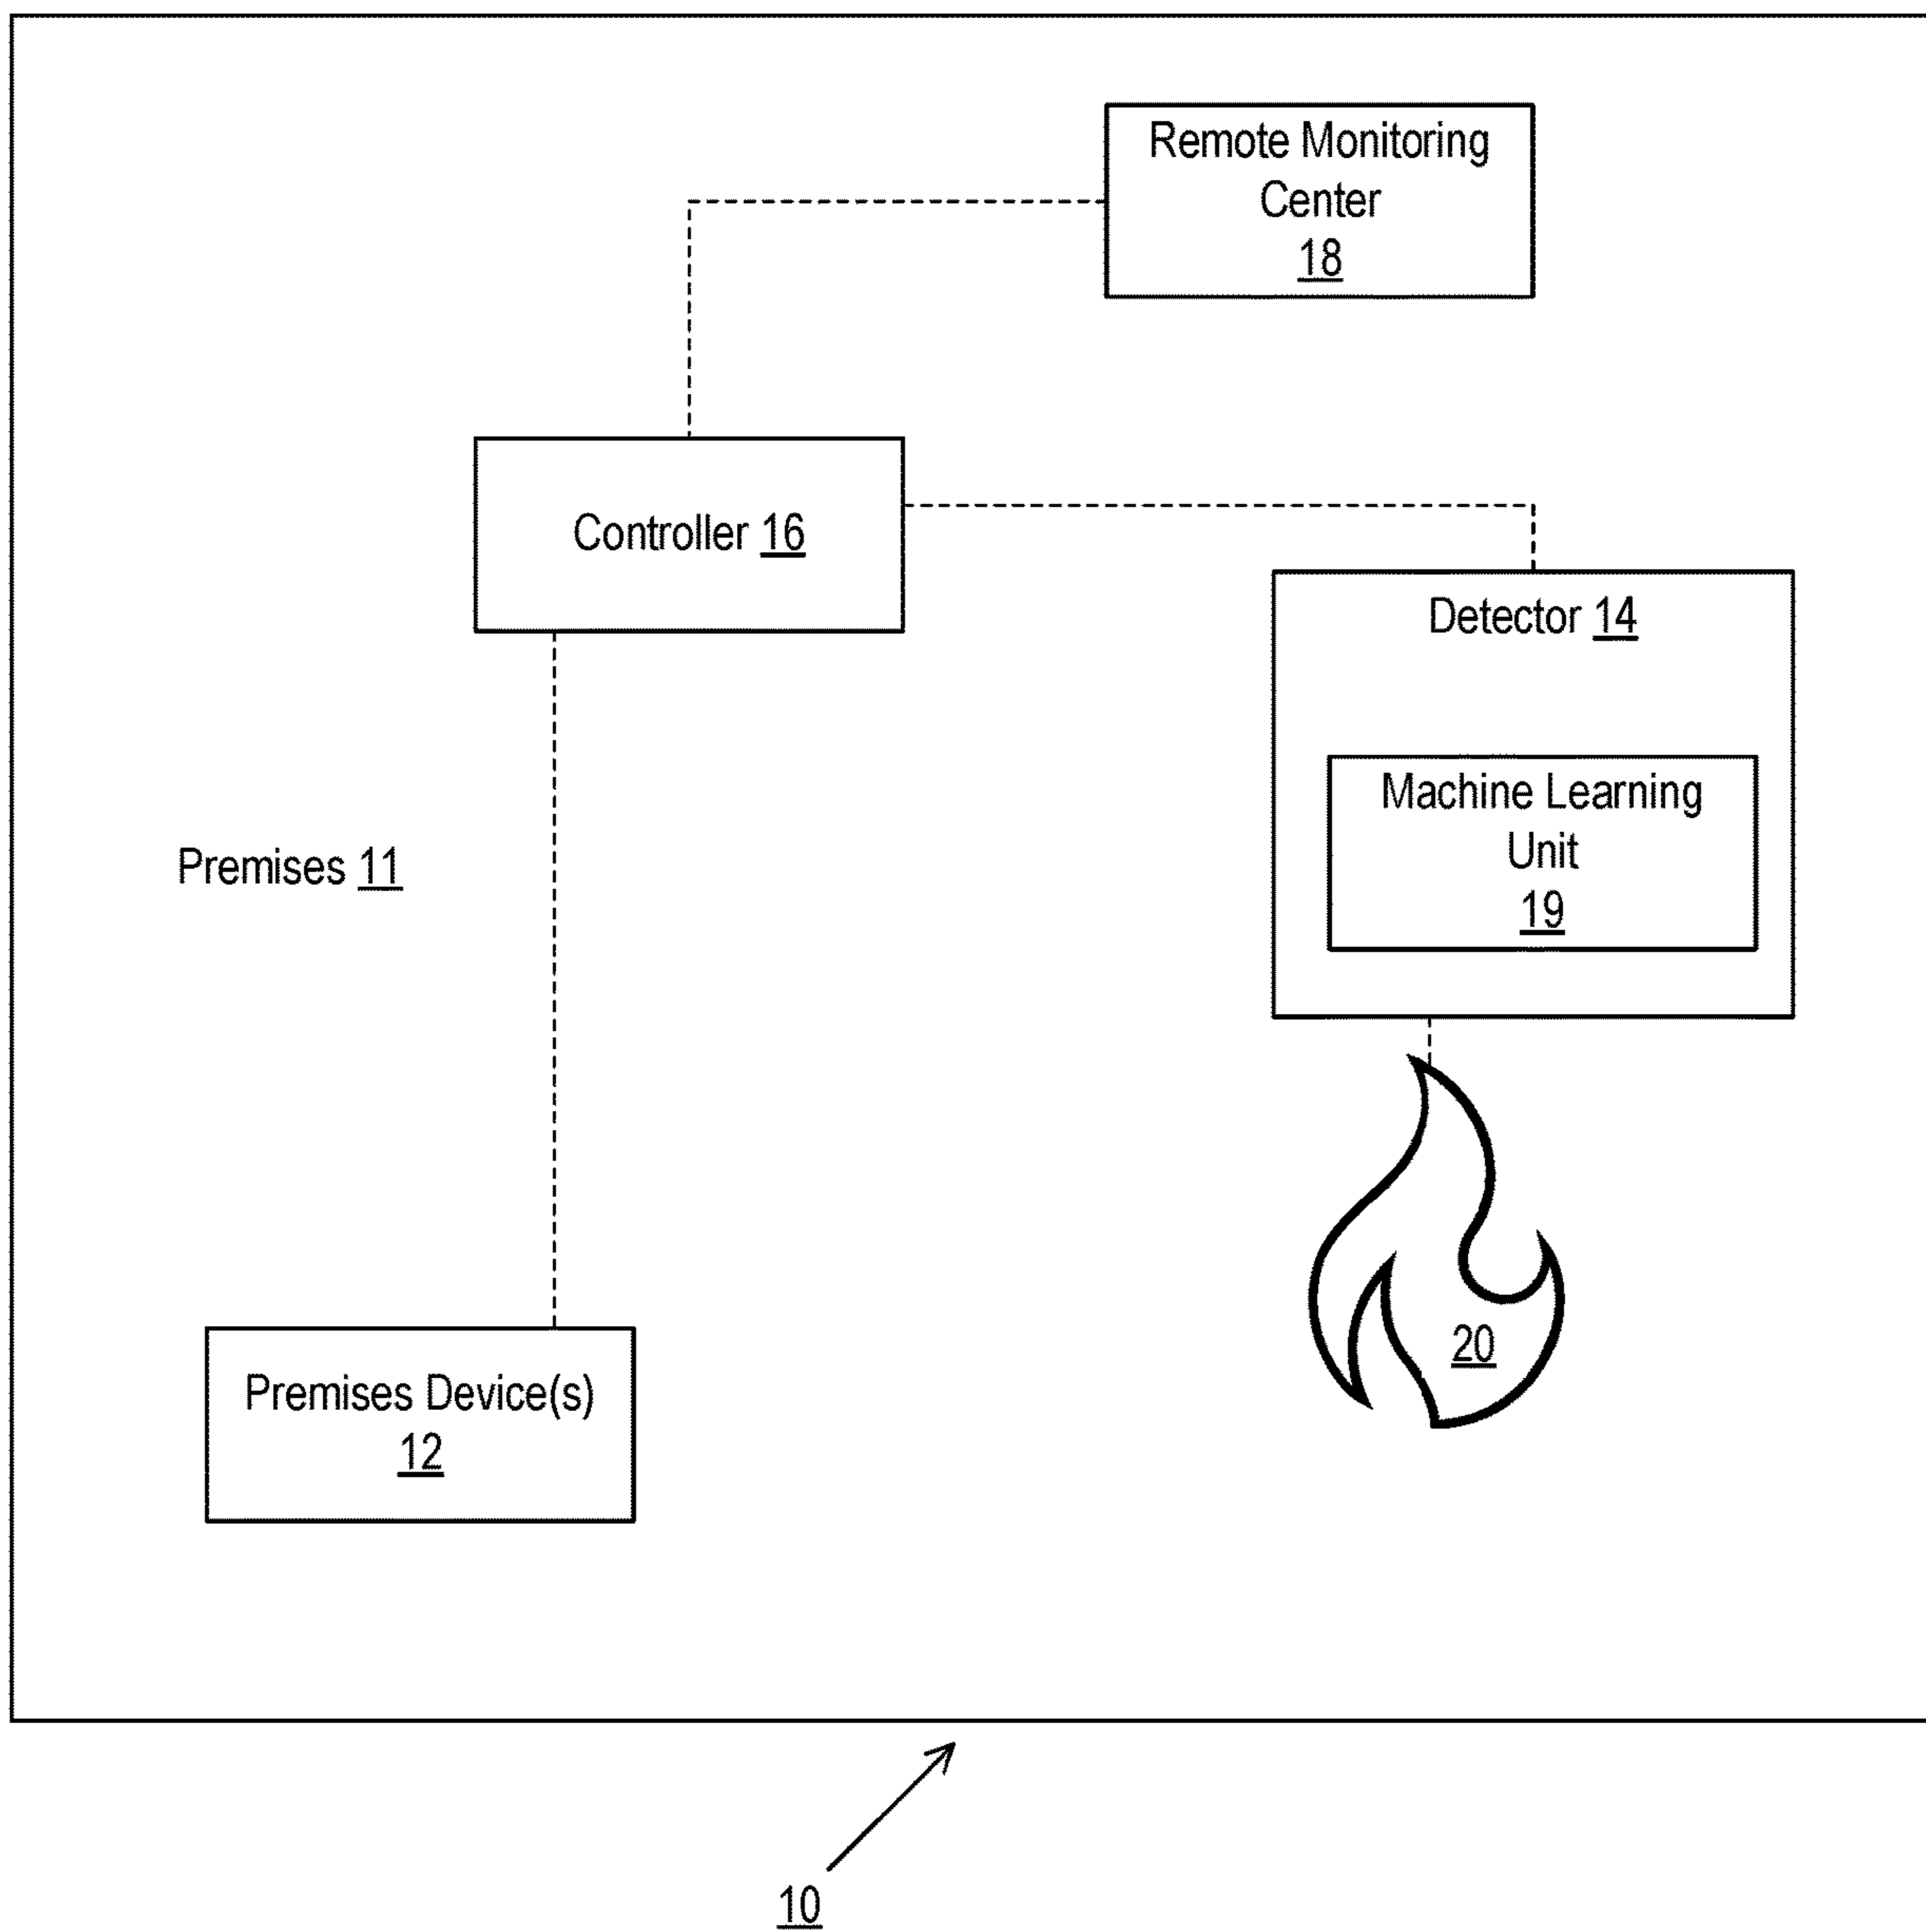 Remote Monitoring
Center
18
Controller 16
Detector 14
Machine Learning
Unit
19
Premises 11
20
Premises Device(s)
12
10